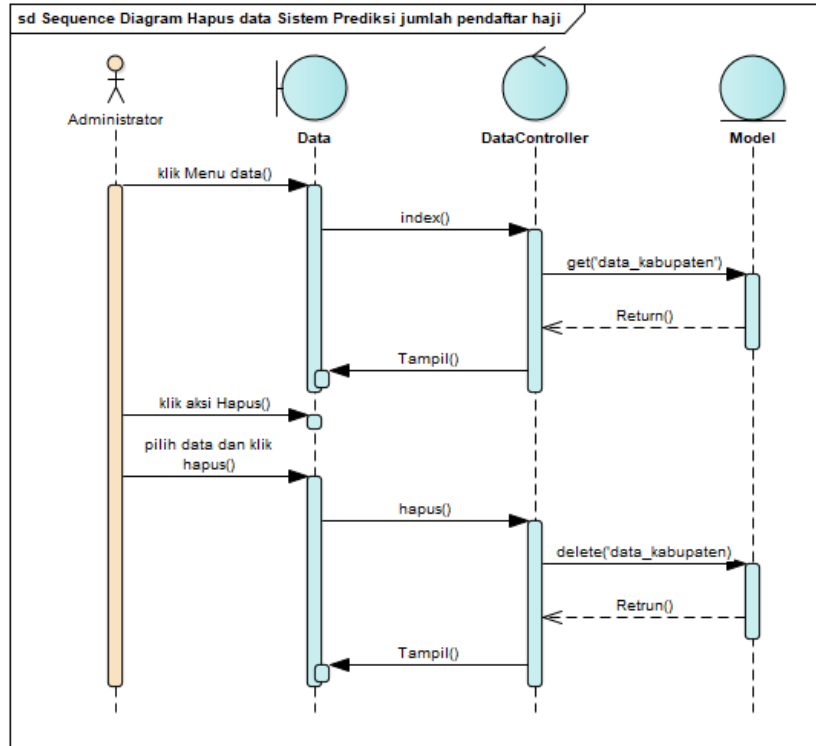 sd Sequence Diagram Hapus data Sistem Prediksi jumlah pendaftar haji
Administrator
Data
DataController
Model
klik Menu data()
index()
get('data_kabupaten')
Return()
Tampil()
klik aksi Hapus()
pilih data dan klik
hapus()
hapus()
delete('data_kabupaten)
Retrun()
Tampil()